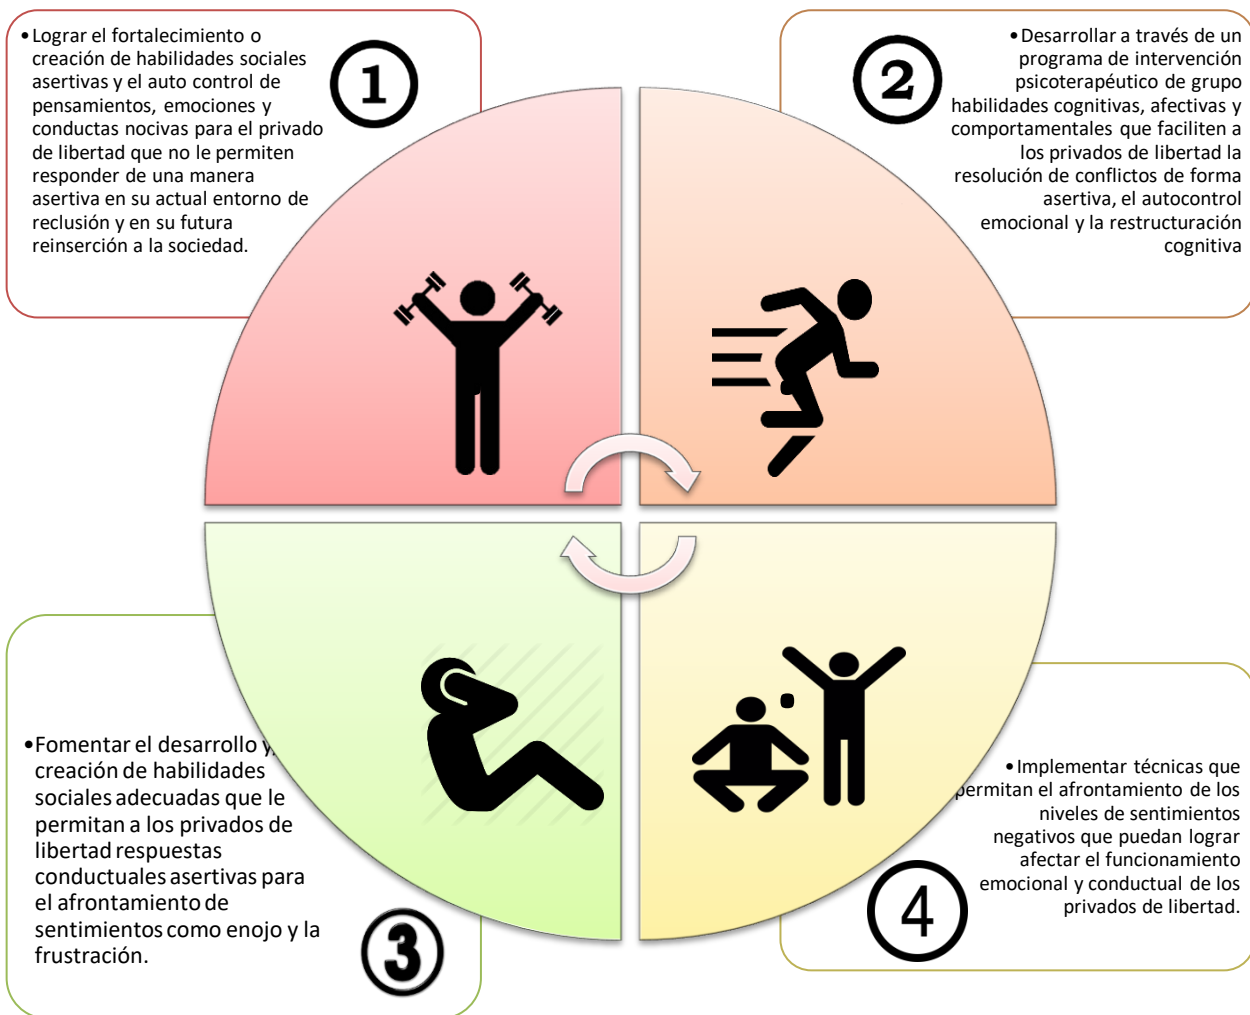 •Lograr el fortalecimiento o
creación de habilidades sociales
asertivas y el auto control de
pensamientos, emociones y
conductas nocivas para el privado
de libertad que no le permiten
responder de una manera
asertiva en su actual entorno de
reclusión y en su futura
reinserción a la sociedad.
1
2
•Desarrollar a través de un
programa de intervención
psicoterapéutico de grupo
habilidades cognitivas, afectivas y
comportamentales que faciliten a
los privados de libertad la
resolución de conflictos de forma
asertiva, el autocontrol
emocional y la restructuración
cognitiva
•Fomentar el desarrollo y
creación de habilidades
sociales adecuadas que le
permitan a los privados de
libertad respuestas
conductuales asertivas para
el afrontamiento de
sentimientos como enojo y la
frustración.
3
•Implementar técnicas que
permitan el afrontamiento de los
niveles de sentimientos
negativos que puedan lograr
afectar el funcionamiento
emocional y conductual de los
privados de libertad.
4